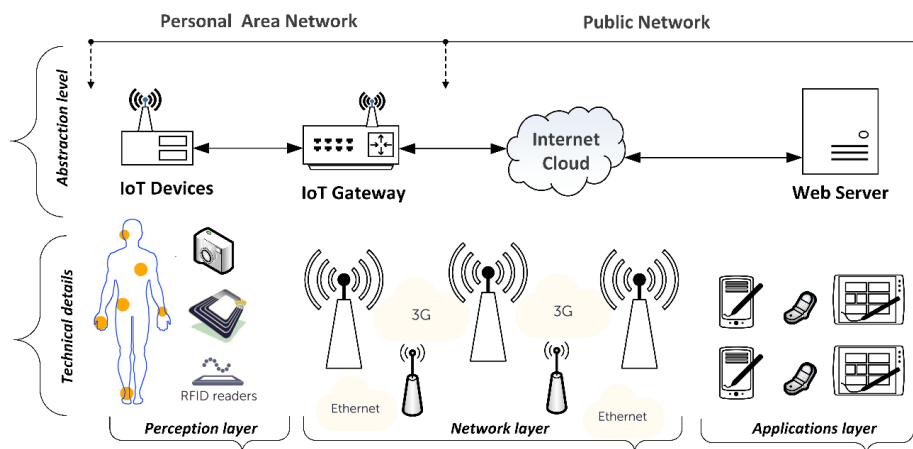 Personal Area Network
Public Network
Abstraction level
IoT Devices
IoT Gateway
Internet
Cloud
Web Server
Technical details
RFID readers
3G
3G
Ethernet
Ethernet
Perception layer
Network layer
Applications layer